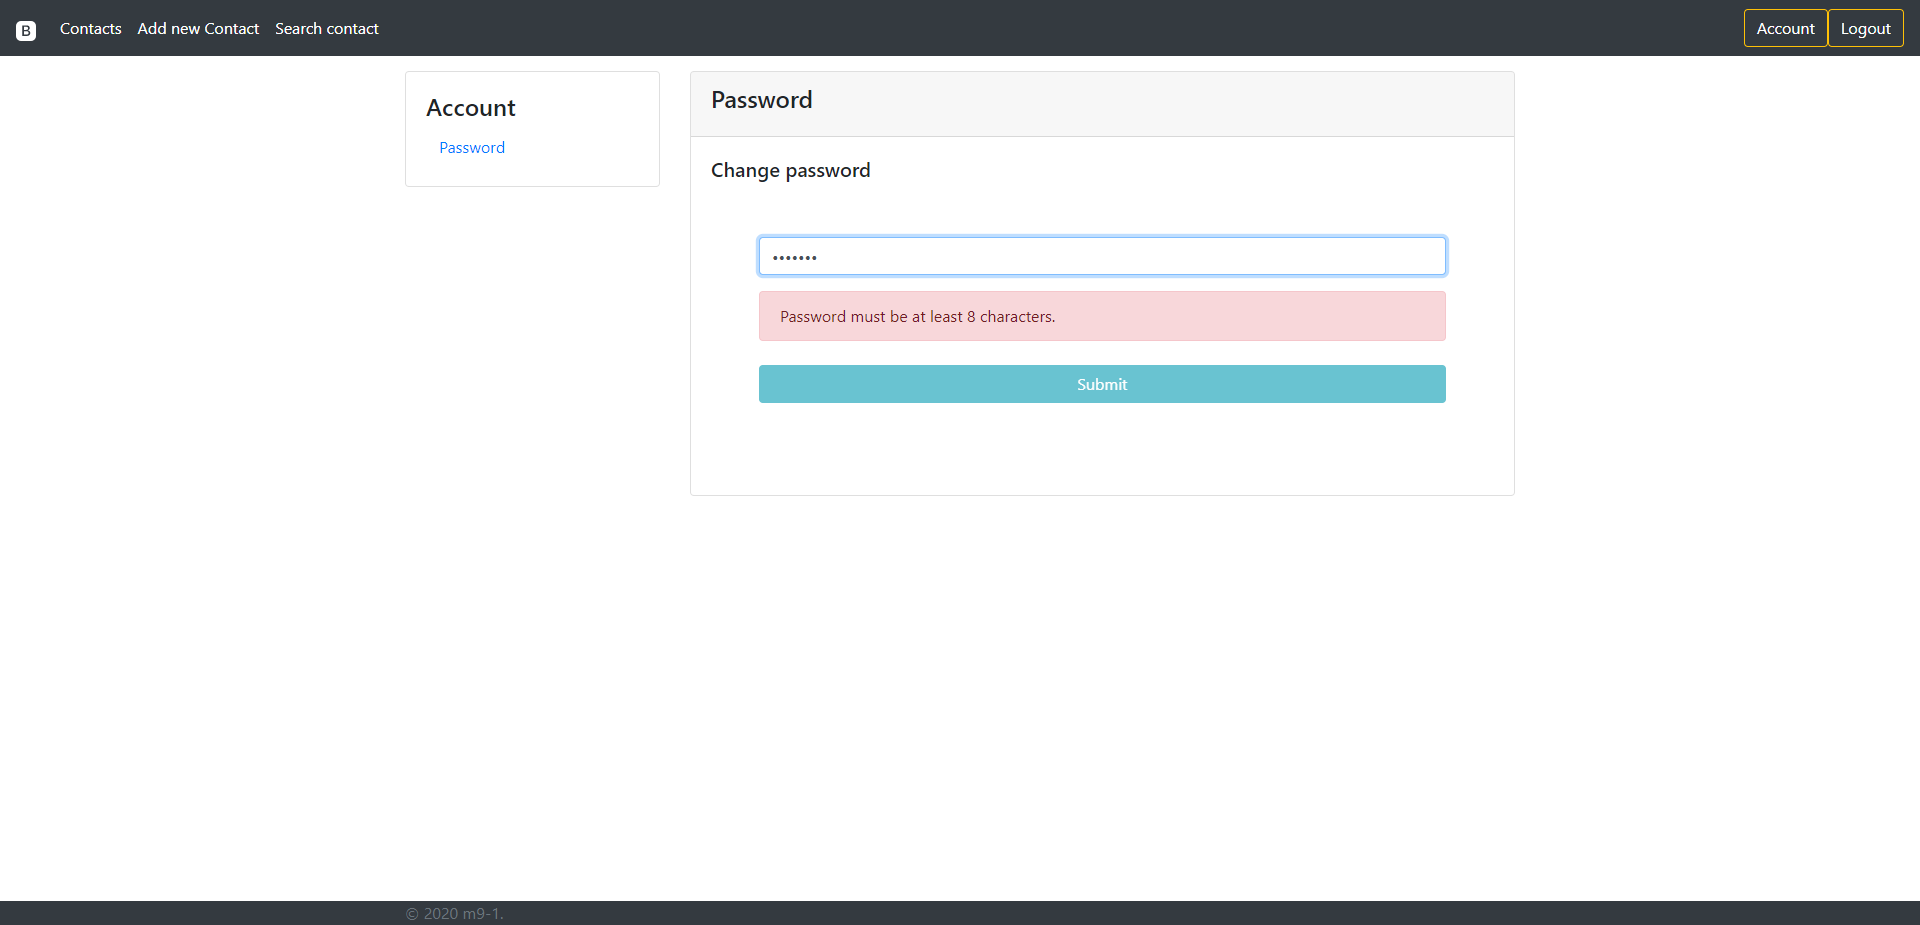 B Contacts Add new Contact Search contact Account Logout
Account
Password
Password
Change password
•••••••
Password must be at least 8 characters.
Submit
© 2020 m9-1.